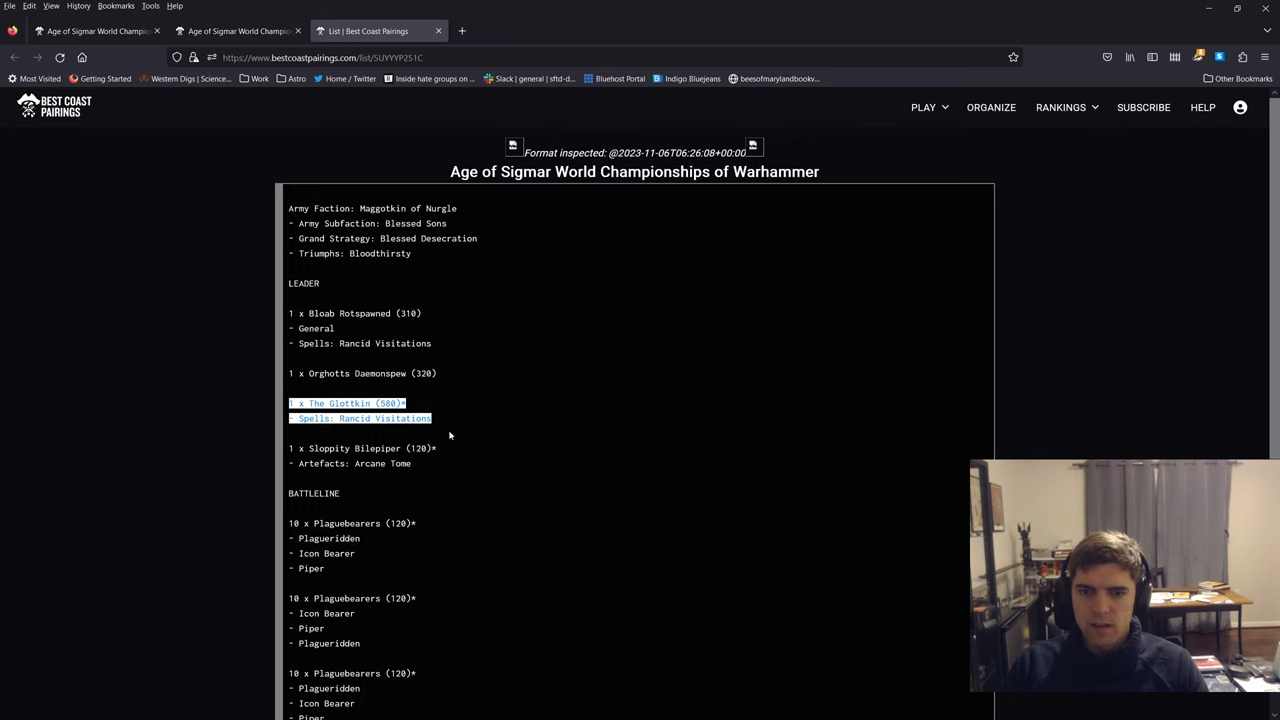 File Edit View History Bookmarks Tools Help
Age of Sigmar World Champio
Age of Sigmar World Champio
List | Best Coast Pairings
https://www.bestcoastpairings.com/list/5UYYYP251C
Most Visited Getting Started Western Digs | Science... Work Astro Home / Twitter Inside hate groups on ... Slack | general | sftd-o... Bluehost Portal Indigo Bluejeans beesofmarylandbookv... Other Bookmarks
BEST COAST
PAIRINGS
PLAY ORGANIZE RANKINGS SUBSCRIBE HELP
Format inspected: @2023-11-06T06:26:08+00:00
Age of Sigmar World Championships of Warhammer
Army Faction: Maggotkin of Nurgle
- Army Subfaction: Blessed Sons
- Grand Strategy: Blessed Desecration
- Triumphs: Bloodthirsty
LEADER
1 x Bloab Rotspawned (310)
- General
- Spells: Rancid Visitations
1 x Orghotts Daemonspew (320)
1 x The Glottkin (580)*
- Spells: Rancid Visitations
1 x Sloppity Bilepiper (120)*
- Artefacts: Arcane Tome
BATTLELINE
10 x Plaguebearers (120)*
- Plagueridden
- Icon Bearer
- Piper
10 x Plaguebearers (120)*
- Icon Bearer
- Piper
- Plagueridden
10 x Plaguebearers (120)*
- Plagueridden
- Icon Bearer
- Piper